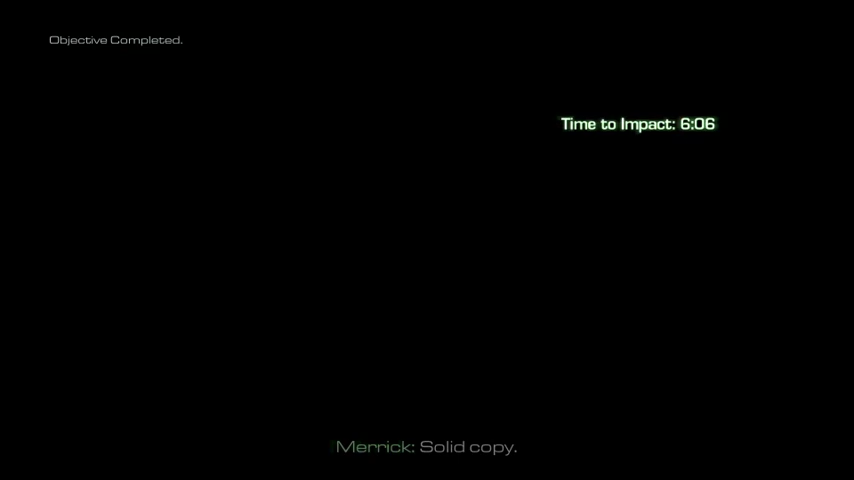 Objective Completed.
Time to Impact: 6:06
Merrick: Solid copy.